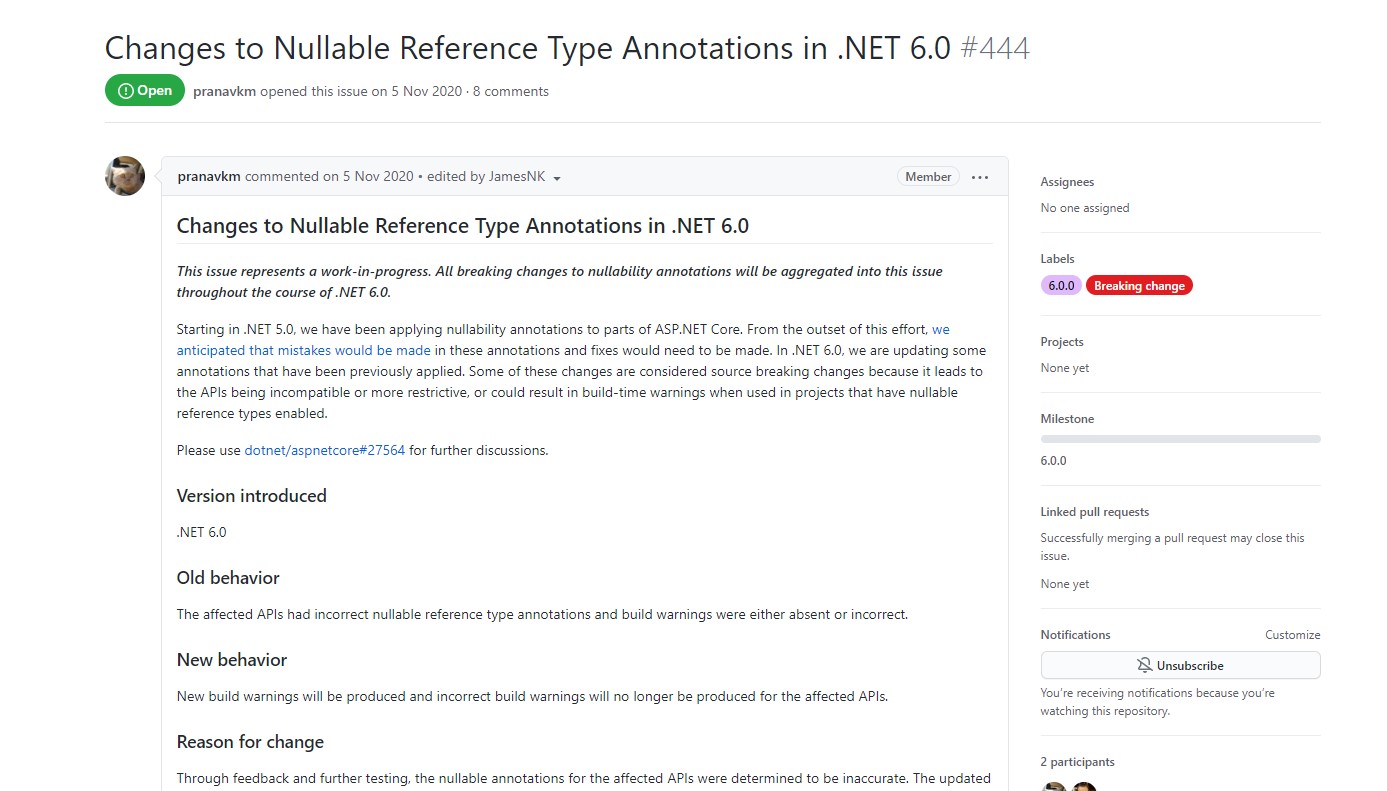 Changes to Nullable Reference Type Annotations in .NET 6.0 #444
Open pranavkm opened this issue on 5 Nov 2020 · 8 comments
pranavkm commented on 5 Nov 2020 • edited by JamesNK
Member
Changes to Nullable Reference Type Annotations in .NET 6.0
This issue represents a work-in-progress. All breaking changes to nullability annotations will be aggregated into this issue
throughout the course of .NET 6.0.
Starting in .NET 5.0, we have been applying nullability annotations to parts of ASP.NET Core. From the outset of this effort, we
anticipated that mistakes would be made in these annotations and fixes would need to be made. In .NET 6.0, we are updating some
annotations that have been previously applied. Some of these changes are considered source breaking changes because it leads to
the APIs being incompatible or more restrictive, or could result in build-time warnings when used in projects that have nullable
reference types enabled.
Please use dotnet/aspnetcore#27564 for further discussions.
Version introduced
.NET 6.0
Old behavior
The affected APIs had incorrect nullable reference type annotations and build warnings were either absent or incorrect.
New behavior
New build warnings will be produced and incorrect build warnings will no longer be produced for the affected APIs.
Reason for change
Through feedback and further testing, the nullable annotations for the affected APIs were determined to be inaccurate. The updated
Assignees
No one assigned
Labels
6.0.0 Breaking change
Projects
None yet
Milestone
6.0.0
Linked pull requests
Successfully merging a pull request may close this
issue.
None yet
Notifications Customize
Unsubscribe
You're receiving notifications because you're
watching this repository.
2 participants